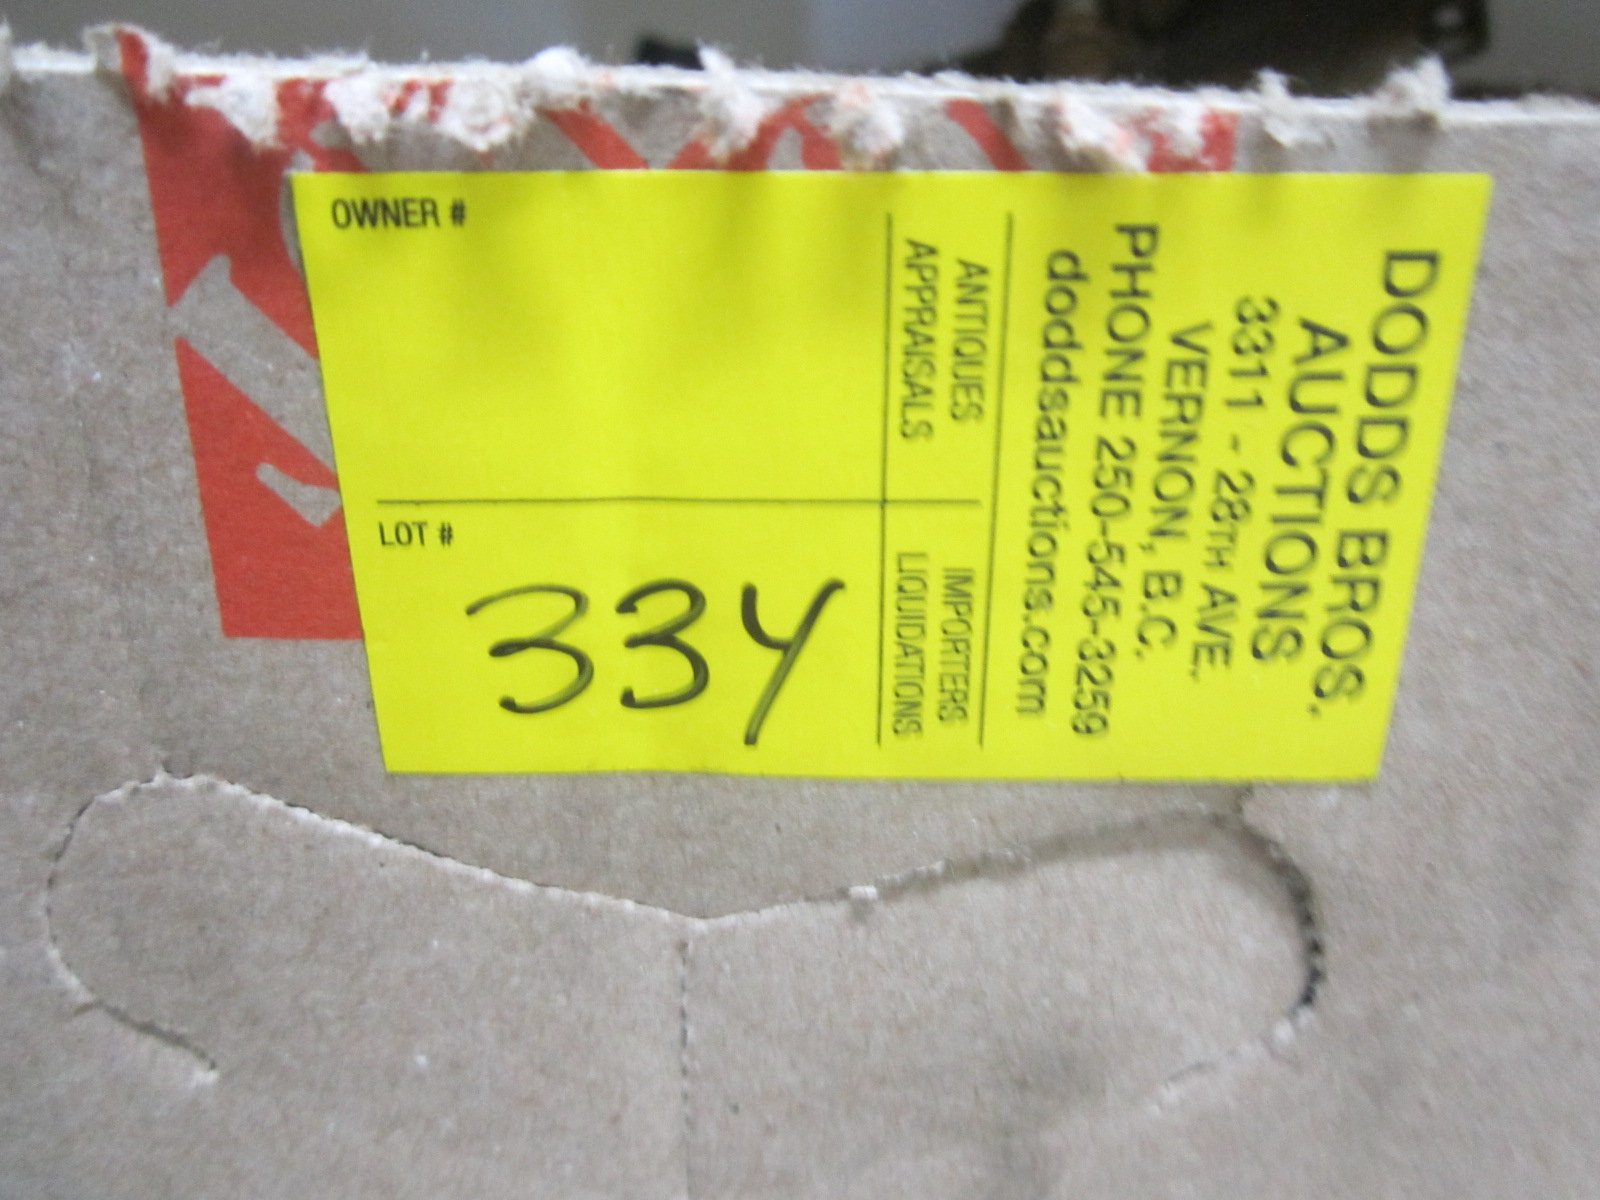 DODDS BROS.
AUCTIONS
3311 - 28TH AVE.
VERNON, B.C.
PHONE 250-545-3259
doddsauctions.com
ANTIQUES IMPORTERS
APPRAISALS LIQUIDATIONS
OWNER #
LOT #
334